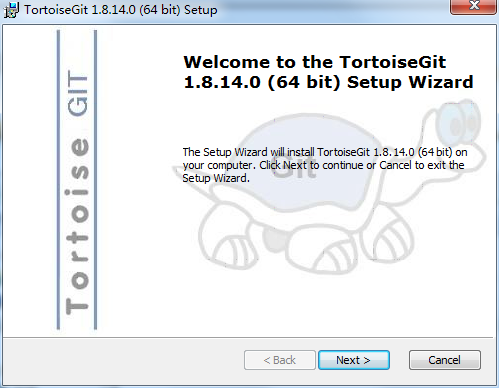 TortoiseGit 1.8.14.0 (64 bit) Setup
Welcome to the TortoiseGit
1.8.14.0 (64 bit) Setup Wizard
The Setup Wizard will install TortoiseGit 1.8.14.0 (64 bit) on
your computer. Click Next to continue or Cancel to exit the
Setup Wizard.
Git
Tortoise GIT
< Back
Next >
Cancel